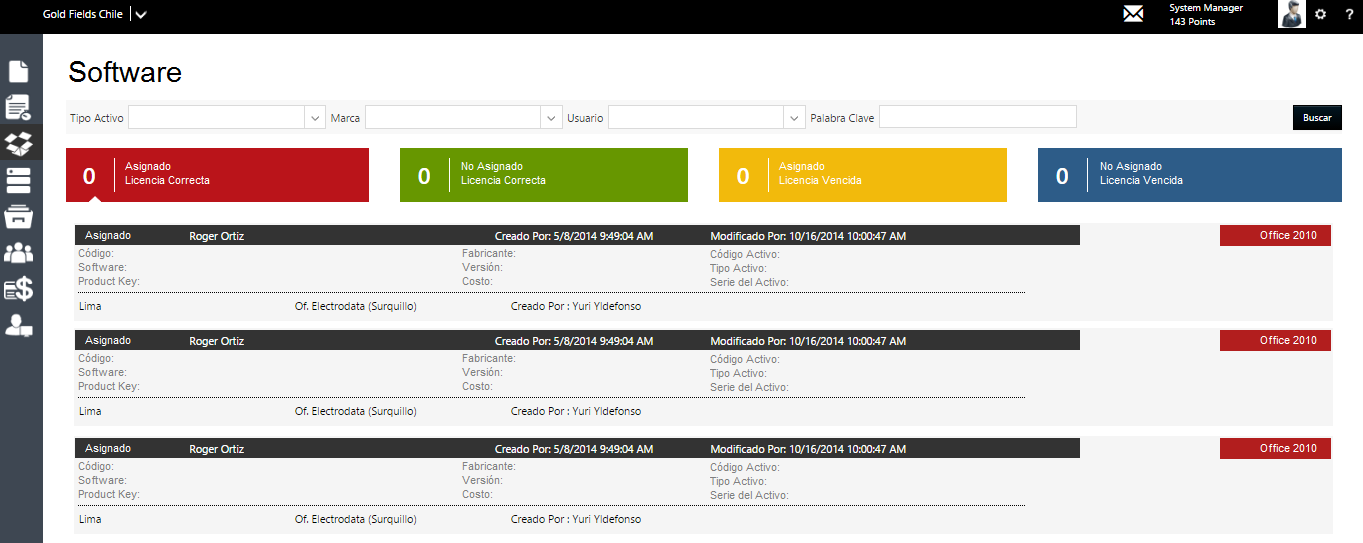 Gold Fields Chile
System Manager
143 Points
?
Software
Tipo Activo Marca Usuario Palabra Clave Buscar
0 Asignado
Licencia Correcta
0 No Asignado
Licencia Correcta
0 Asignado
Licencia Vencida
0 No Asignado
Licencia Vencida
Asignado Roger Ortiz Creado Por: 5/8/2014 9:49:04 AM Modificado Por: 10/16/2014 10:00:47 AM Office 2010
Código: Fabricante: Código Activo:
Software: Versión: Tipo Activo:
Product Key: Costo: Serie del Activo:
Lima Of. Electrodata (Surquillo) Creado Por : Yuri Yldefonso
Asignado Roger Ortiz Creado Por: 5/8/2014 9:49:04 AM Modificado Por: 10/16/2014 10:00:47 AM Office 2010
Código: Fabricante: Código Activo:
Software: Versión: Tipo Activo:
Product Key: Costo: Serie del Activo:
Lima Of. Electrodata (Surquillo) Creado Por : Yuri Yldefonso
Asignado Roger Ortiz Creado Por: 5/8/2014 9:49:04 AM Modificado Por: 10/16/2014 10:00:47 AM Office 2010
Código: Fabricante: Código Activo:
Software: Versión: Tipo Activo:
Product Key: Costo: Serie del Activo:
Lima Of. Electrodata (Surquillo) Creado Por : Yuri Yldefonso